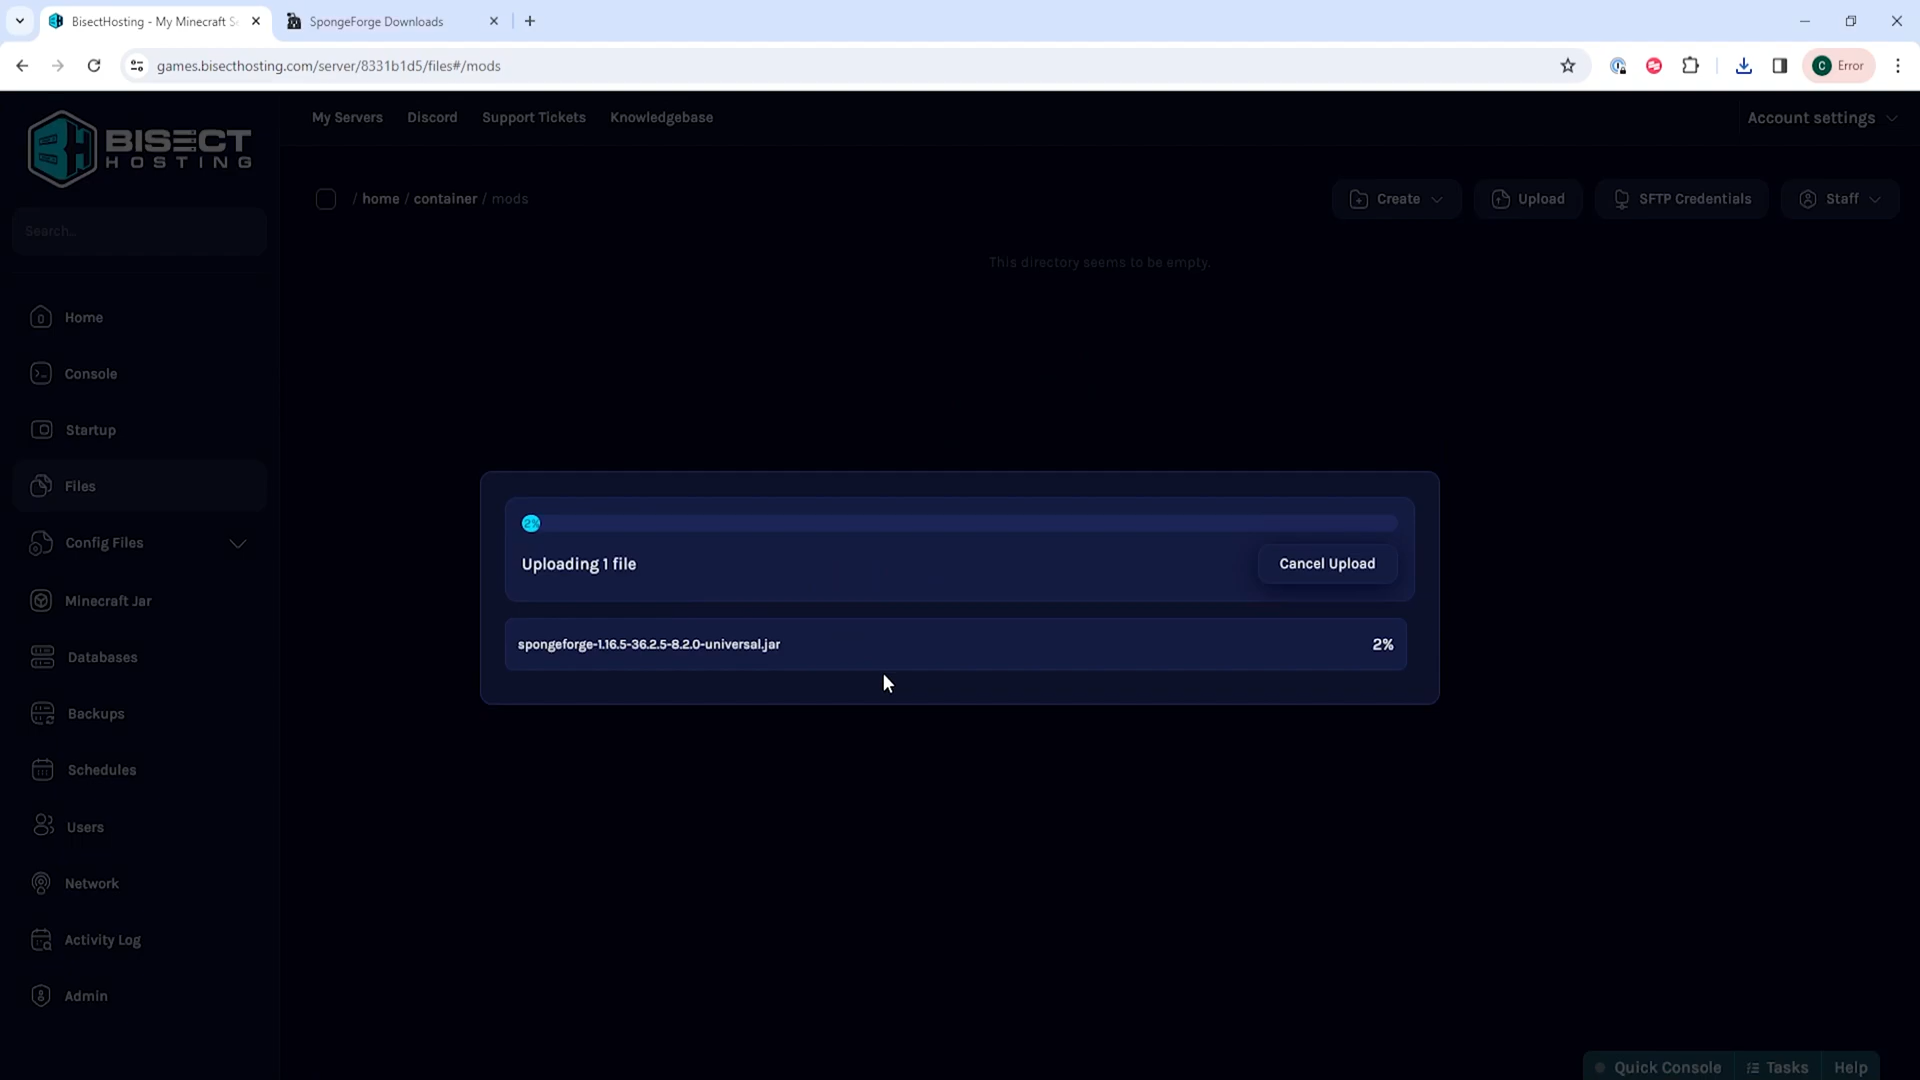 BisectHosting - My Minecraft S
SpongeForge Downloads
games.bisecthosting.com/server/8331b1d5/files#/mods
C Error
BISECT
HOSTING
My Servers
Discord
Support Tickets
Knowledgebase
Account settings
Search...
/ home / container / mods
Create
Upload
SFTP Credentials
Staff
This directory seems to be empty.
Home
Console
Startup
Files
Config Files
Minecraft Jar
Databases
Backups
Schedules
Users
Network
Activity Log
Admin
2%
Uploading 1 file
Cancel Upload
spongeforge-1.16.5-36.2.5-8.2.0-universal.jar
2%
Quick Console
Tasks
Help